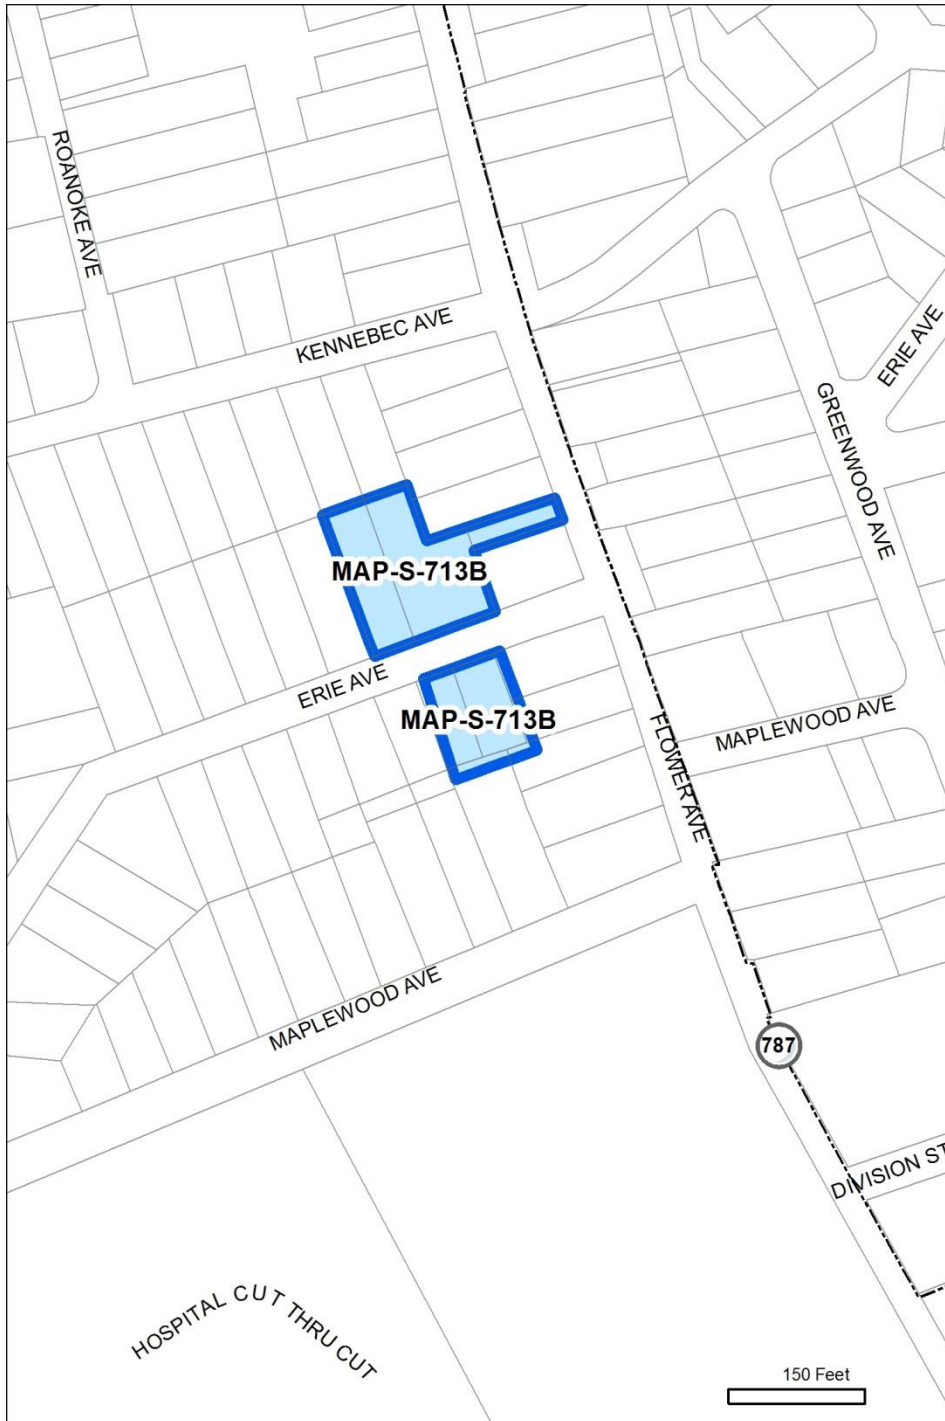 ROANOKE AVE
KENNEBEC AVE
ERIE AVE
GREENWOOD AVE
MAP-S-713B
ERIE AVE
MAP-S-713B
FLOWER AVE
MAPLEWOOD AVE
MAPLEWOOD AVE
787
DIVISION ST
HOSPITAL CUT THRU CUT
150 Feet